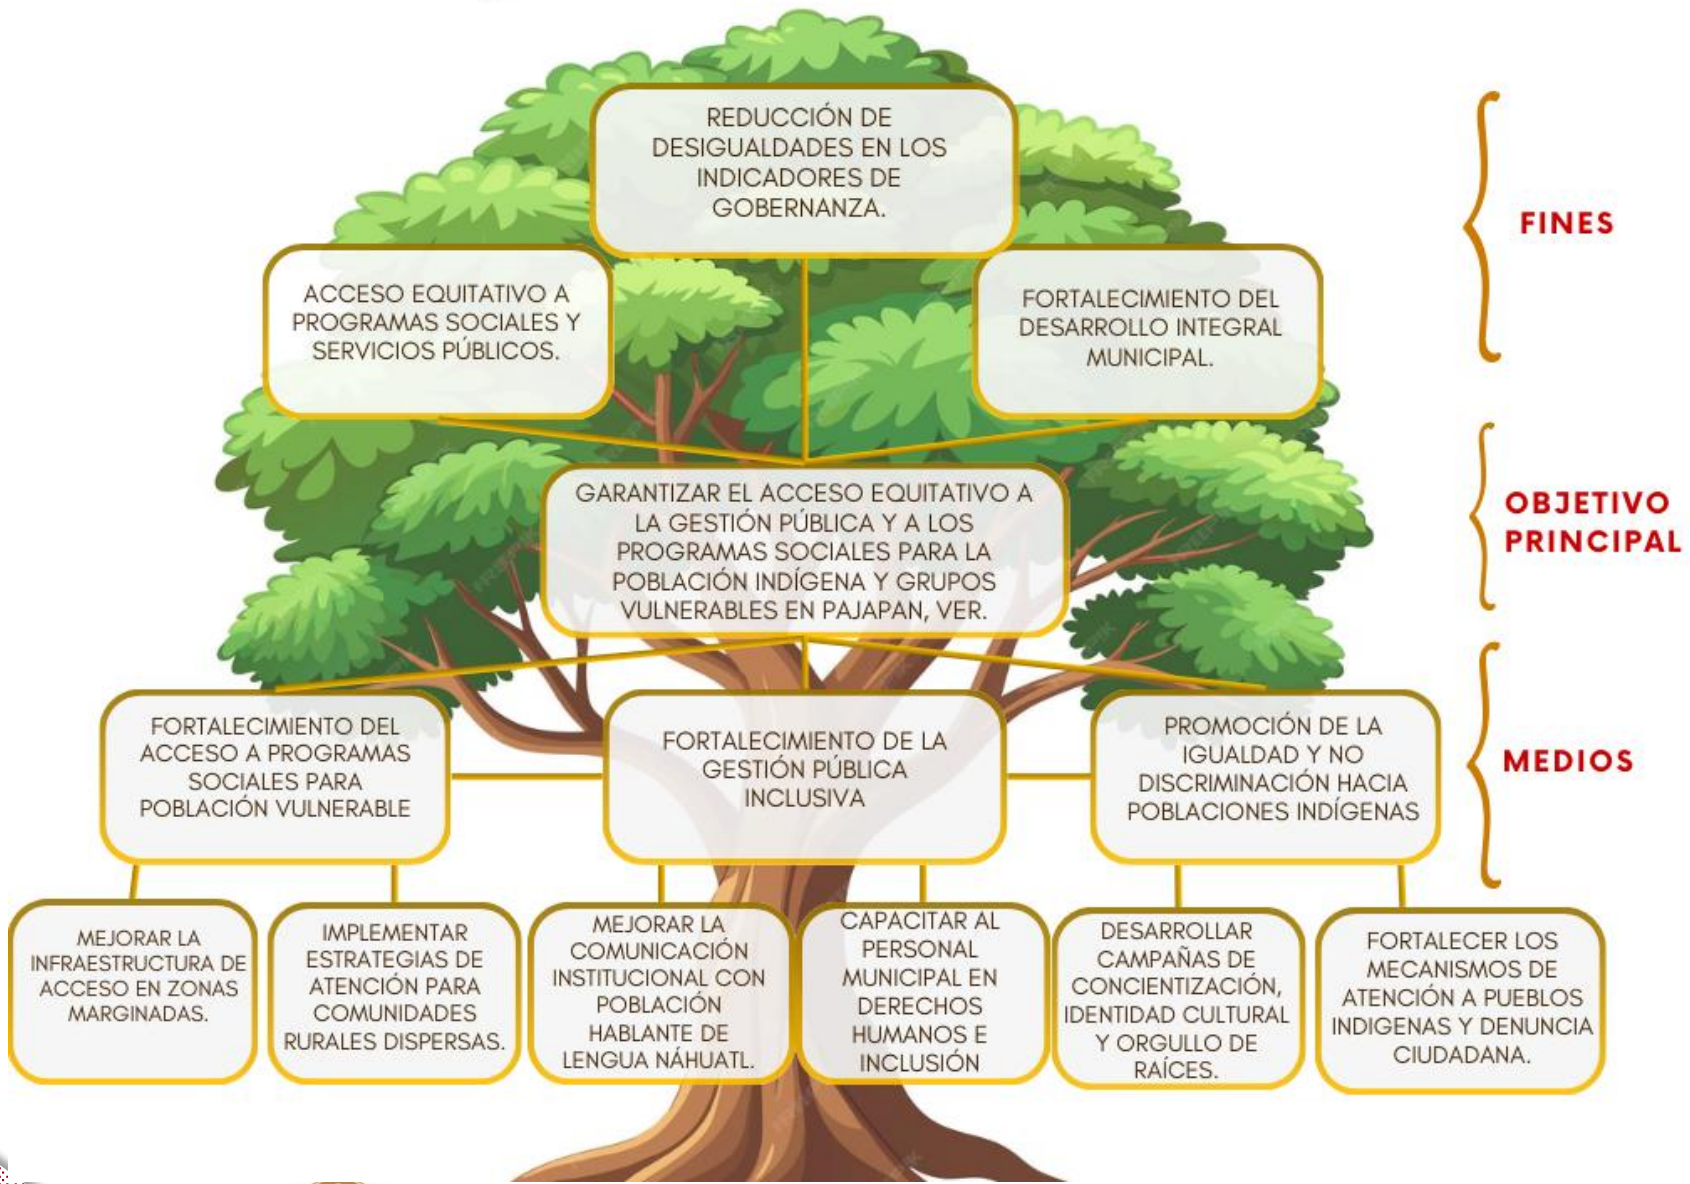 REDUCCIÓN DE
DESIGUALDADES EN LOS
INDICADORES DE
GOBERNANZA.
FINES
ACCESO EQUITATIVO A
PROGRAMAS SOCIALES Y
SERVICIOS PÚBLICOS.
FORTALECIMIENTO DEL
DESARROLLO INTEGRAL
MUNICIPAL.
GARANTIZAR EL ACCESO EQUITATIVO A
LA GESTIÓN PÚBLICA Y A LOS
PROGRAMAS SOCIALES PARA LA
POBLACIÓN INDÍGENA Y GRUPOS
VULNERABLES EN PAJAPAN, VER.
OBJETIVO
PRINCIPAL
FORTALECIMIENTO DEL
ACCESO A PROGRAMAS
SOCIALES PARA
POBLACIÓN VULNERABLE
FORTALECIMIENTO DE LA
GESTIÓN PÚBLICA
INCLUSIVA
PROMOCIÓN DE LA
IGUALDAD Y NO
DISCRIMINACIÓN HACIA
POBLACIONES INDÍGENAS
MEDIOS
MEJORAR LA
INFRAESTRUCTURA DE
ACCESO EN ZONAS
MARGINADAS.
IMPLEMENTAR
ESTRATEGIAS DE
ATENCIÓN PARA
COMUNIDADES
RURALES DISPERSAS.
MEJORAR LA
COMUNICACIÓN
INSTITUCIONAL CON
POBLACIÓN
HABLANTE DE
LENGUA NÁHUATL.
CAPACITAR AL
PERSONAL
MUNICIPAL EN
DERECHOS
HUMANOS E
INCLUSIÓN
DESARROLLAR
CAMPAÑAS DE
CONCIENTIZACIÓN,
IDENTIDAD CULTURAL
Y ORGULLO DE
RAÍCES.
FORTALECER LOS
MECANISMOS DE
ATENCIÓN A PUEBLOS
INDIGENAS Y DENUNCIA
CIUDADANA.